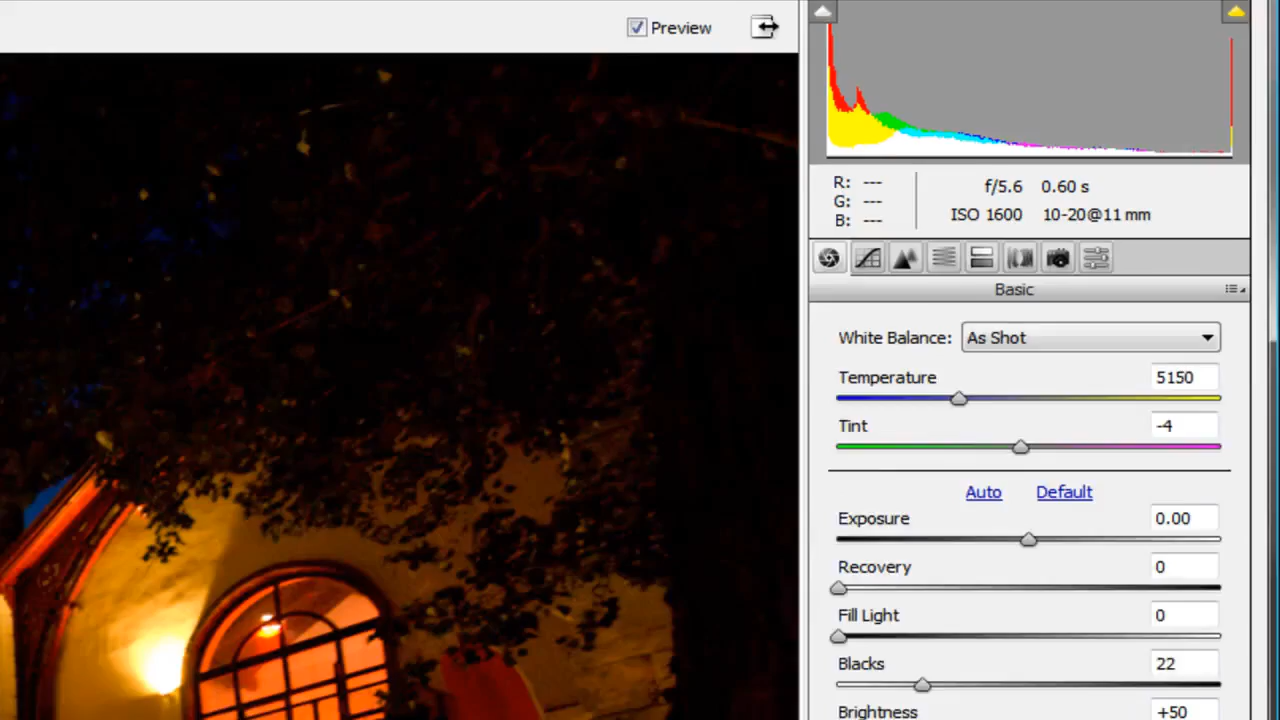 Preview
R: ---
G: ---
B: ---
f/5.6 0.60 s
ISO 1600 10-20@11 mm
Basic
White Balance: As Shot
Temperature 5150
Tint -4
Auto Default
Exposure 0.00
Recovery 0
Fill Light 0
Blacks 22
Brightness +50